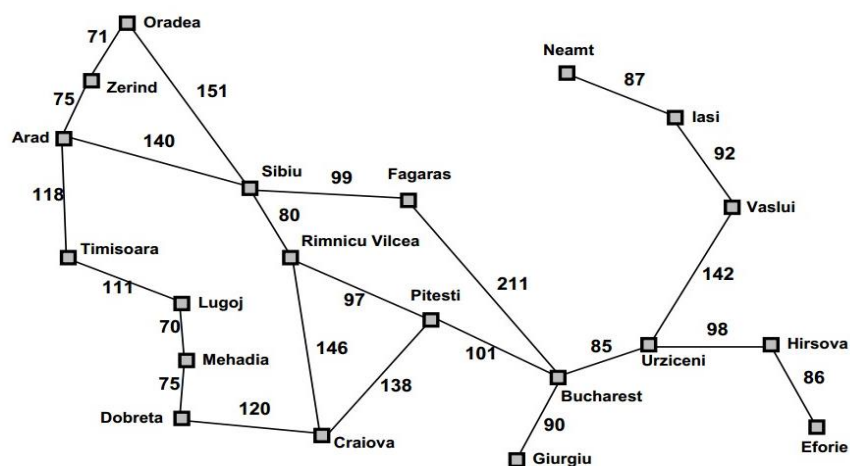 Oradea
71
Neamt
Zerind
87
75
151
Iasi
Arad
140
92
Sibiu
99
Fagaras
118
80
Vaslui
Timisoara
Rimnicu Vilcea
142
111
211
Lugoj
97
Pitesti
70
98
Hirsova
146
101
85
Urziceni
Mehadia
86
75
138
Bucharest
Dobreta
120
90
Craiova
Eforie
Giurgiu